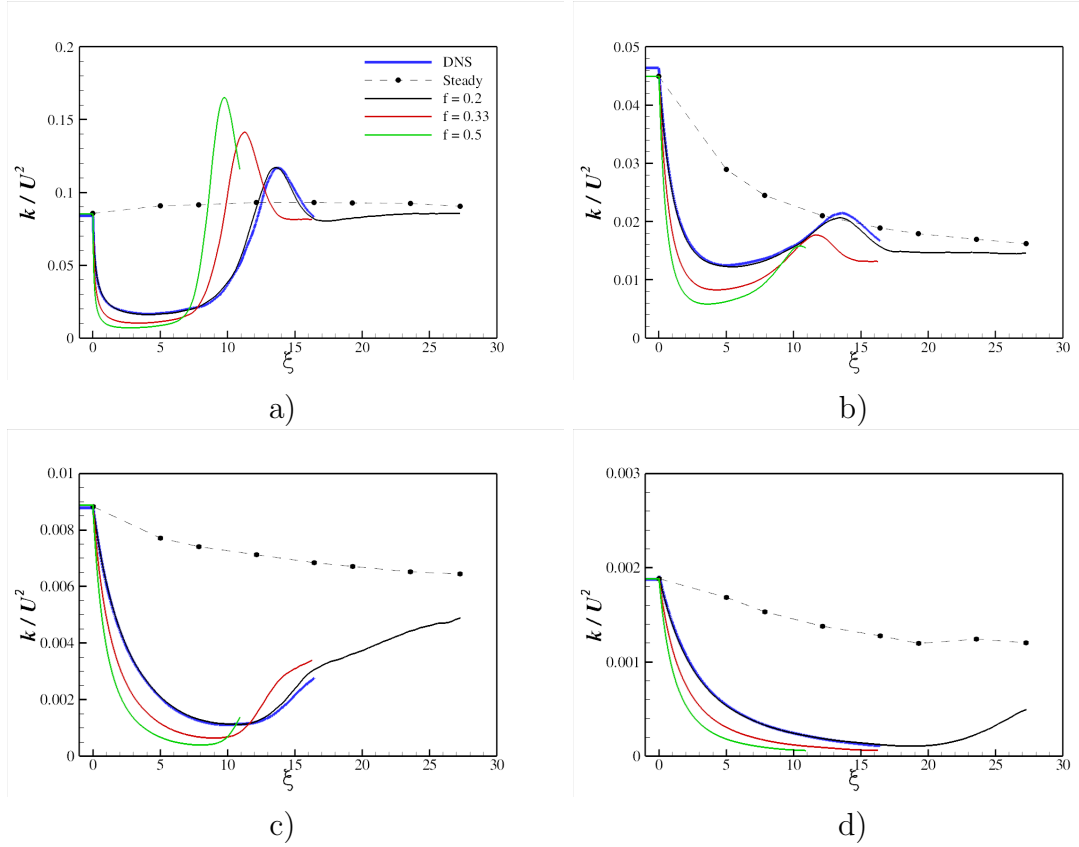 k / U²
0.2
0.15
0.1
0.05
0
DNS
Steady
f = 0.2
f = 0.33
f = 0.5
0 5 10 15 20 25 30
ξ
a)
k / U²
0.05
0.04
0.03
0.02
0.01
0
0 5 10 15 20 25 30
ξ
b)
k / U²
0.01
0.008
0.006
0.004
0.002
0
0 5 10 15 20 25 30
ξ
c)
k / U²
0.003
0.002
0.001
0.000
0 5 10 15 20 25 30
ξ
d)